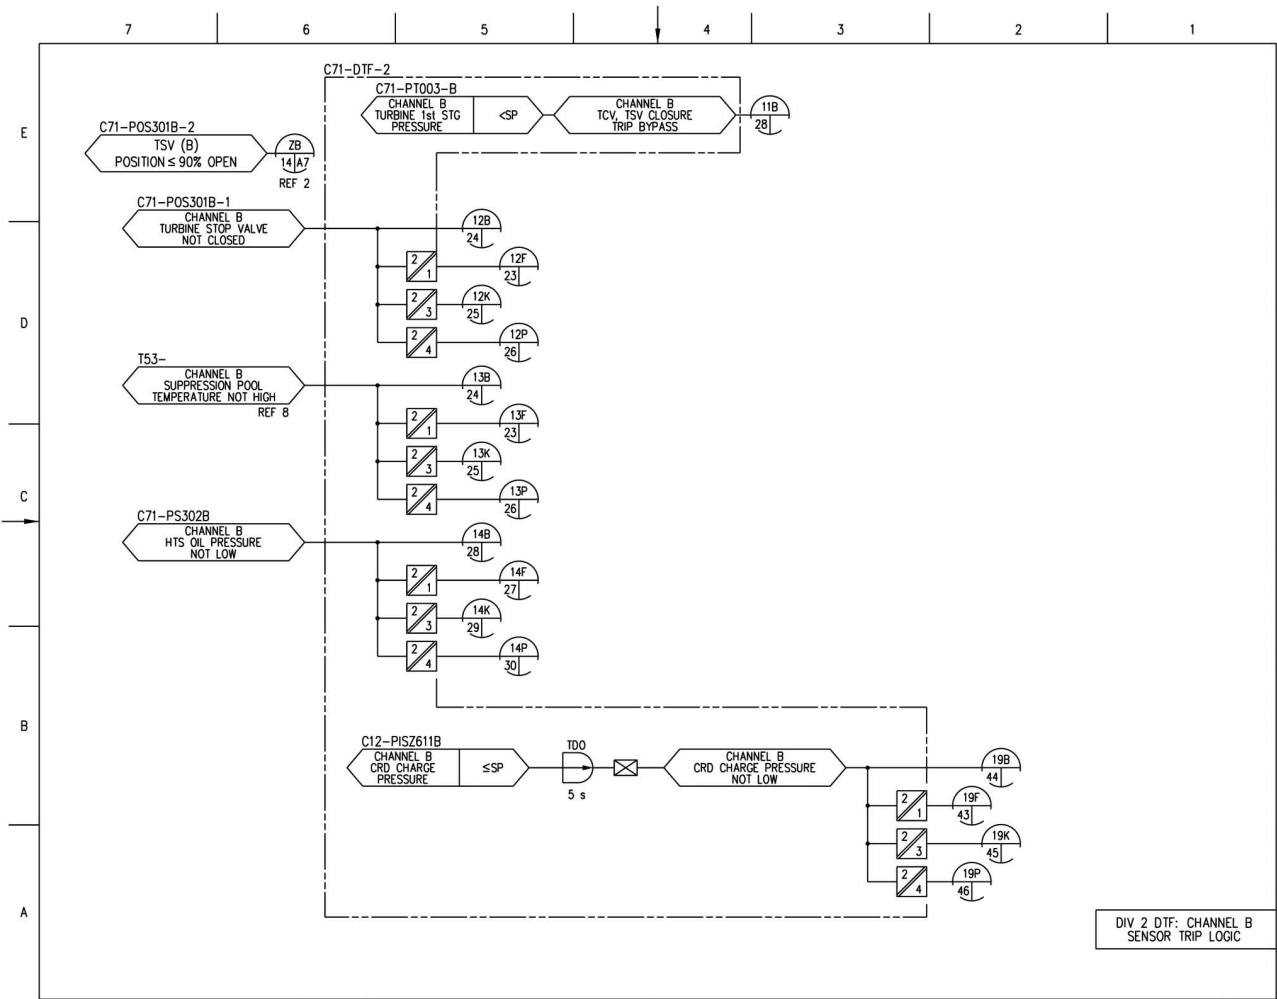 7 6 5 4 3 2 1
E
D
C
B
A
C71-DTF-2
C71-PT003-B
CHANNEL B
TURBINE 1st STG
PRESSURE
<SP
CHANNEL B
TCV, TSV CLOSURE
TRIP BYPASS
11B
28
C71-POS301B-2
TSV (B)
POSITION ≤ 90% OPEN
ZB
14 A7
REF 2
C71-POS301B-1
CHANNEL B
TURBINE STOP VALVE
NOT CLOSED
12B
24
2
1
12F
23
2
3
12K
25
2
4
12P
26
T53-
CHANNEL B
SUPPRESSION POOL
TEMPERATURE NOT HIGH
REF 8
13B
24
2
1
13F
23
2
3
13K
25
2
4
13P
26
C71-PS302B
CHANNEL B
HTS OIL PRESSURE
NOT LOW
14B
28
2
1
14F
27
2
3
14K
29
2
4
14P
30
C12-PISZ611B
CHANNEL B
CRD CHARGE
PRESSURE
≤SP
TDO
5 s
CHANNEL B
CRD CHARGE PRESSURE
NOT LOW
19B
44
2
1
19F
43
2
3
19K
45
2
4
19P
46
DIV 2 DTF: CHANNEL B
SENSOR TRIP LOGIC